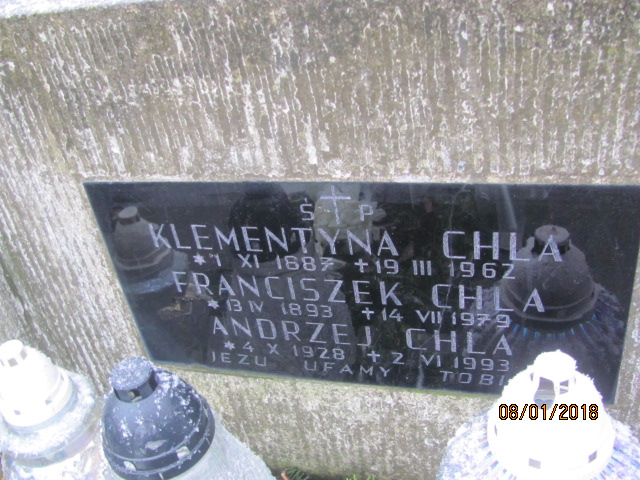 Ś † P
KLEMENTYNA CHLA
*1 XI 1887 +19 III 1962
FRANCISZEK CHLA
*13 IV 1893 +14 VII 1979
ANDRZEJ CHLA
*4 X 1928 +2 VI 1993
JEZU UFAMY TOBI
08/01/2018